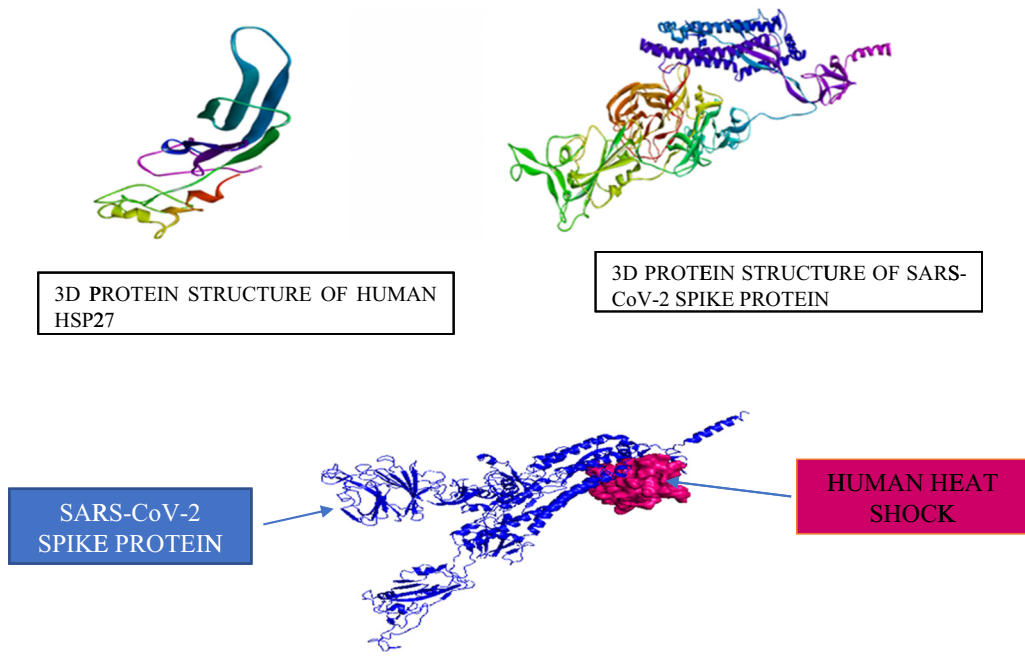 3D PROTEIN STRUCTURE OF HUMAN
HSP27
3D PROTEIN STRUCTURE OF SARS-
CoV-2 SPIKE PROTEIN
SARS-CoV-2
SPIKE PROTEIN
HUMAN HEAT
SHOCK